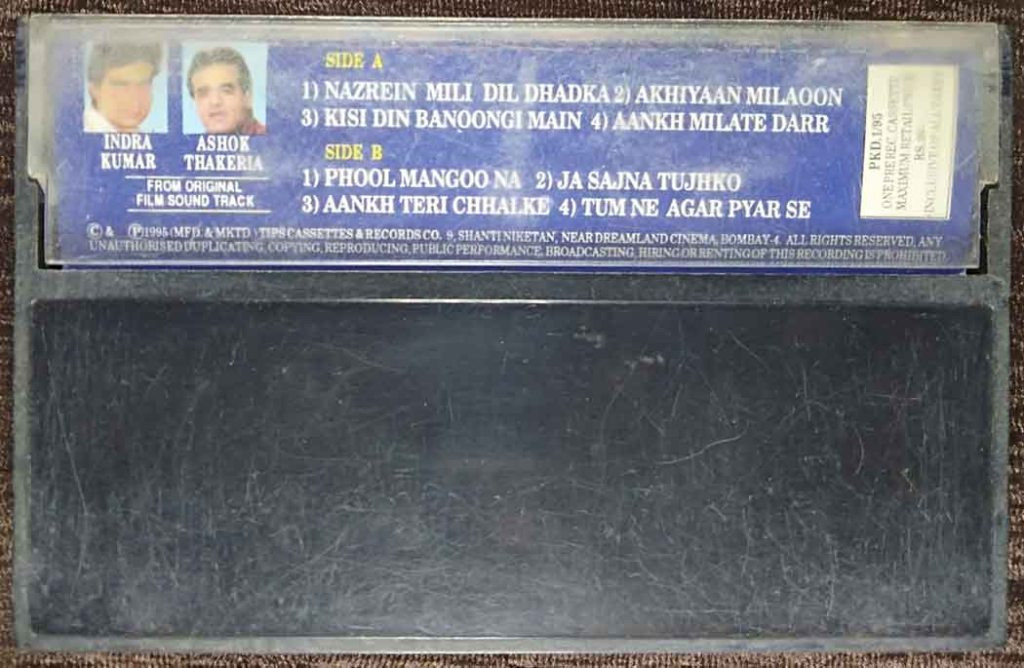 INDRA KUMAR
ASHOK THAKERIA
FROM ORIGINAL
FILM SOUND TRACK
SIDE A
1) NAZREIN MILI DIL DHADKA 2) AKHIYAAN MILAOON
3) KISI DIN BANOONGI MAIN 4) AANKH MILATE DARR
SIDE B
1) PHOOL MANGOO NA 2) JA SAJNA TUJHKO
3) AANKH TERI CHHALKE 4) TUM NE AGAR PYAR SE
© & ℗1995 (MFD. & MKTD.) TIPS CASSETTES & RECORDS CO. 9, SHANTINIKETAN, NEAR DREAMLAND CINEMA, BOMBAY-4. ALL RIGHTS RESERVED, ANY
UNAUTHORISED DUPLICATING, COPYING, REPRODUCING, PUBLIC PERFORMANCE, BROADCASTING, HIRING OR RENTING OF THIS RECORDING IS PROHIBITED.
PKD.1/95
ONE PRE REC. CASSETTE
MAXIMUM RETAIL PRICE
RS.